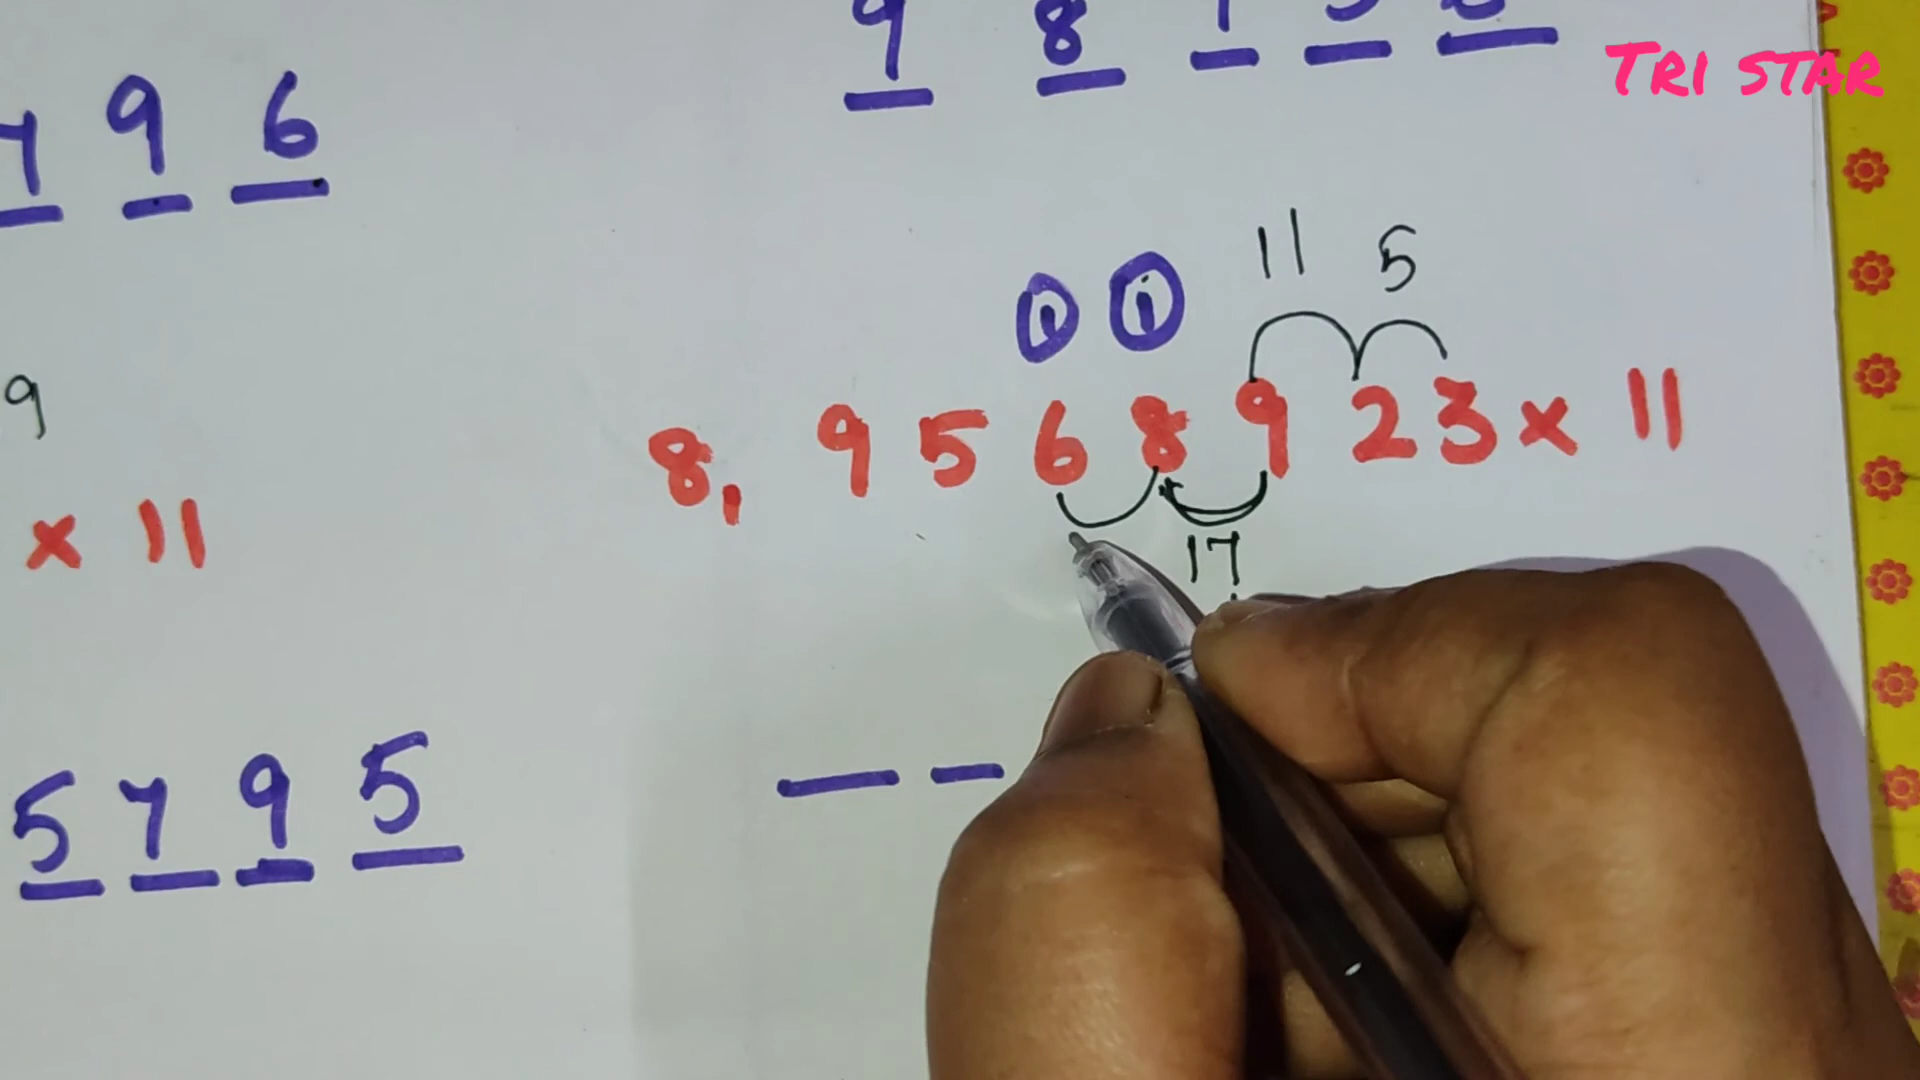 9 8
TRI STAR
7 9 6
11 5
1 1
9
8, 9 5 6 8 9 2 3 x 11
x 11
17
5 7 9 5